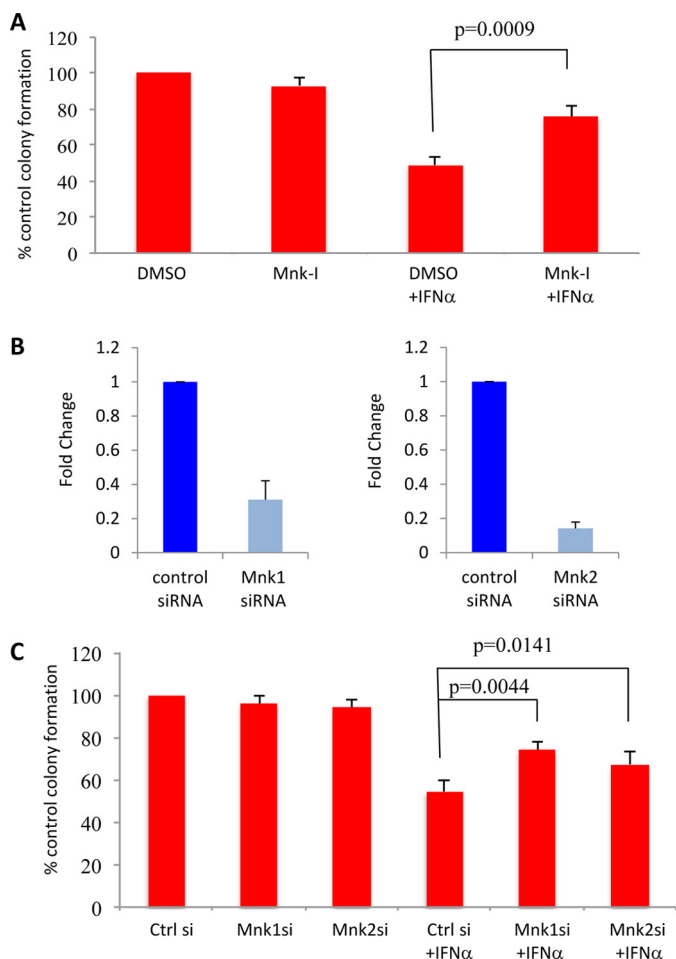 A
p=0.0009
120
100
80
60
40
20
0
% control colony formation
DMSO Mnk-I DMSO Mnk-I
+IFNα +IFNα
B
1.2
1
0.8
0.6
0.4
0.2
0
Fold Change
control Mnk1
siRNA siRNA
1.2
1
0.8
0.6
0.4
0.2
0
Fold Change
control Mnk2
siRNA siRNA
C
p=0.0141
p=0.0044
120
100
80
60
40
20
0
% control colony formation
Ctrl si Mnk1si Mnk2si Ctrl si Mnk1si Mnk2si
+IFNα +IFNα +IFNα